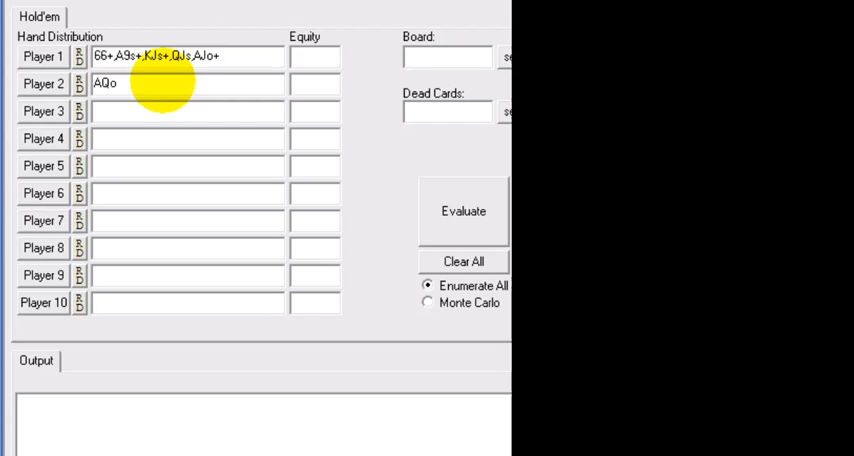 Hold'em
Hand Distribution Equity Board:
Player 1 R D 66+,A9s+,KJs+,QJs,AJo+
Player 2 R D AQo
Dead Cards:
Player 3 R D
Player 4 R D
Player 5 R D
Player 6 R D
Player 7 R D Evaluate
Player 8 R D
Player 9 R D Clear All
Enumerate All
Player 10 R D Monte Carlo
Output